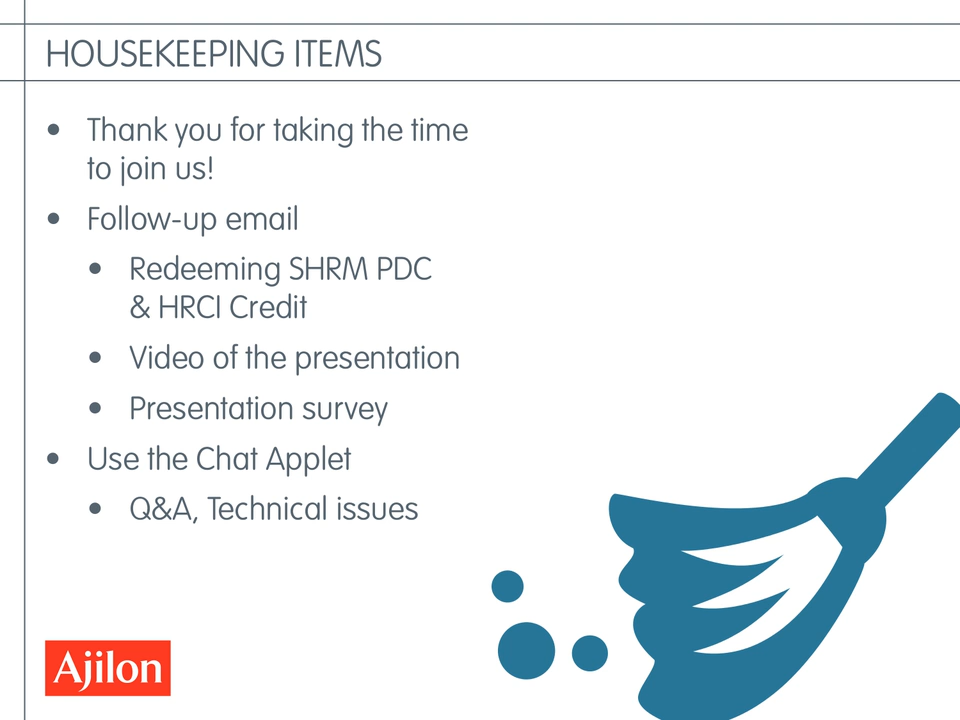 HOUSEKEEPING ITEMS
• Thank you for taking the time
to join us!
• Follow-up email
• Redeeming SHRM PDC
& HRCI Credit
• Video of the presentation
• Presentation survey
• Use the Chat Applet
• Q&A, Technical issues
Ajilon